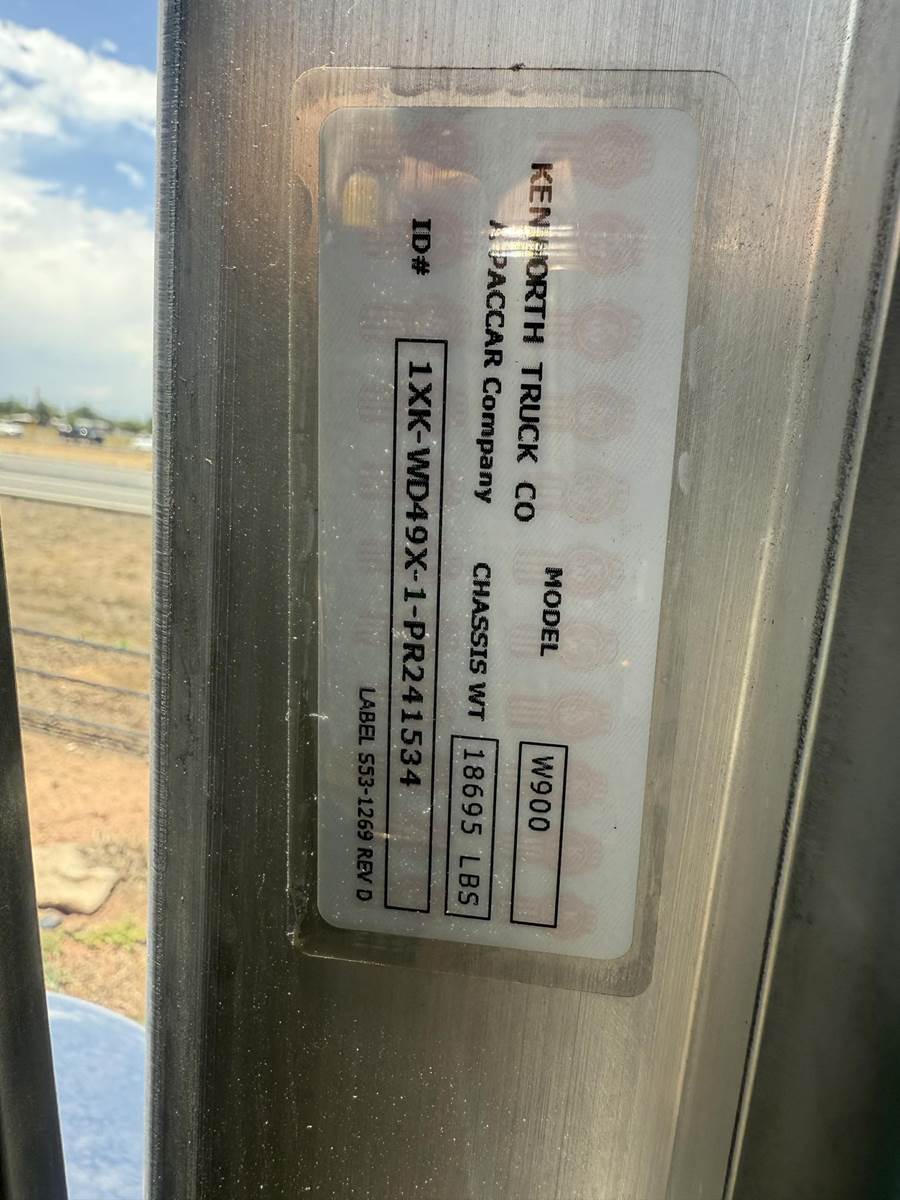 KENWORTH TRUCK CO
A PACCAR Company
MODEL W900
CHASSIS WT 18695 LBS
ID# 1XK-WD49X-1-PR241534
LABEL S53-1269 REV D